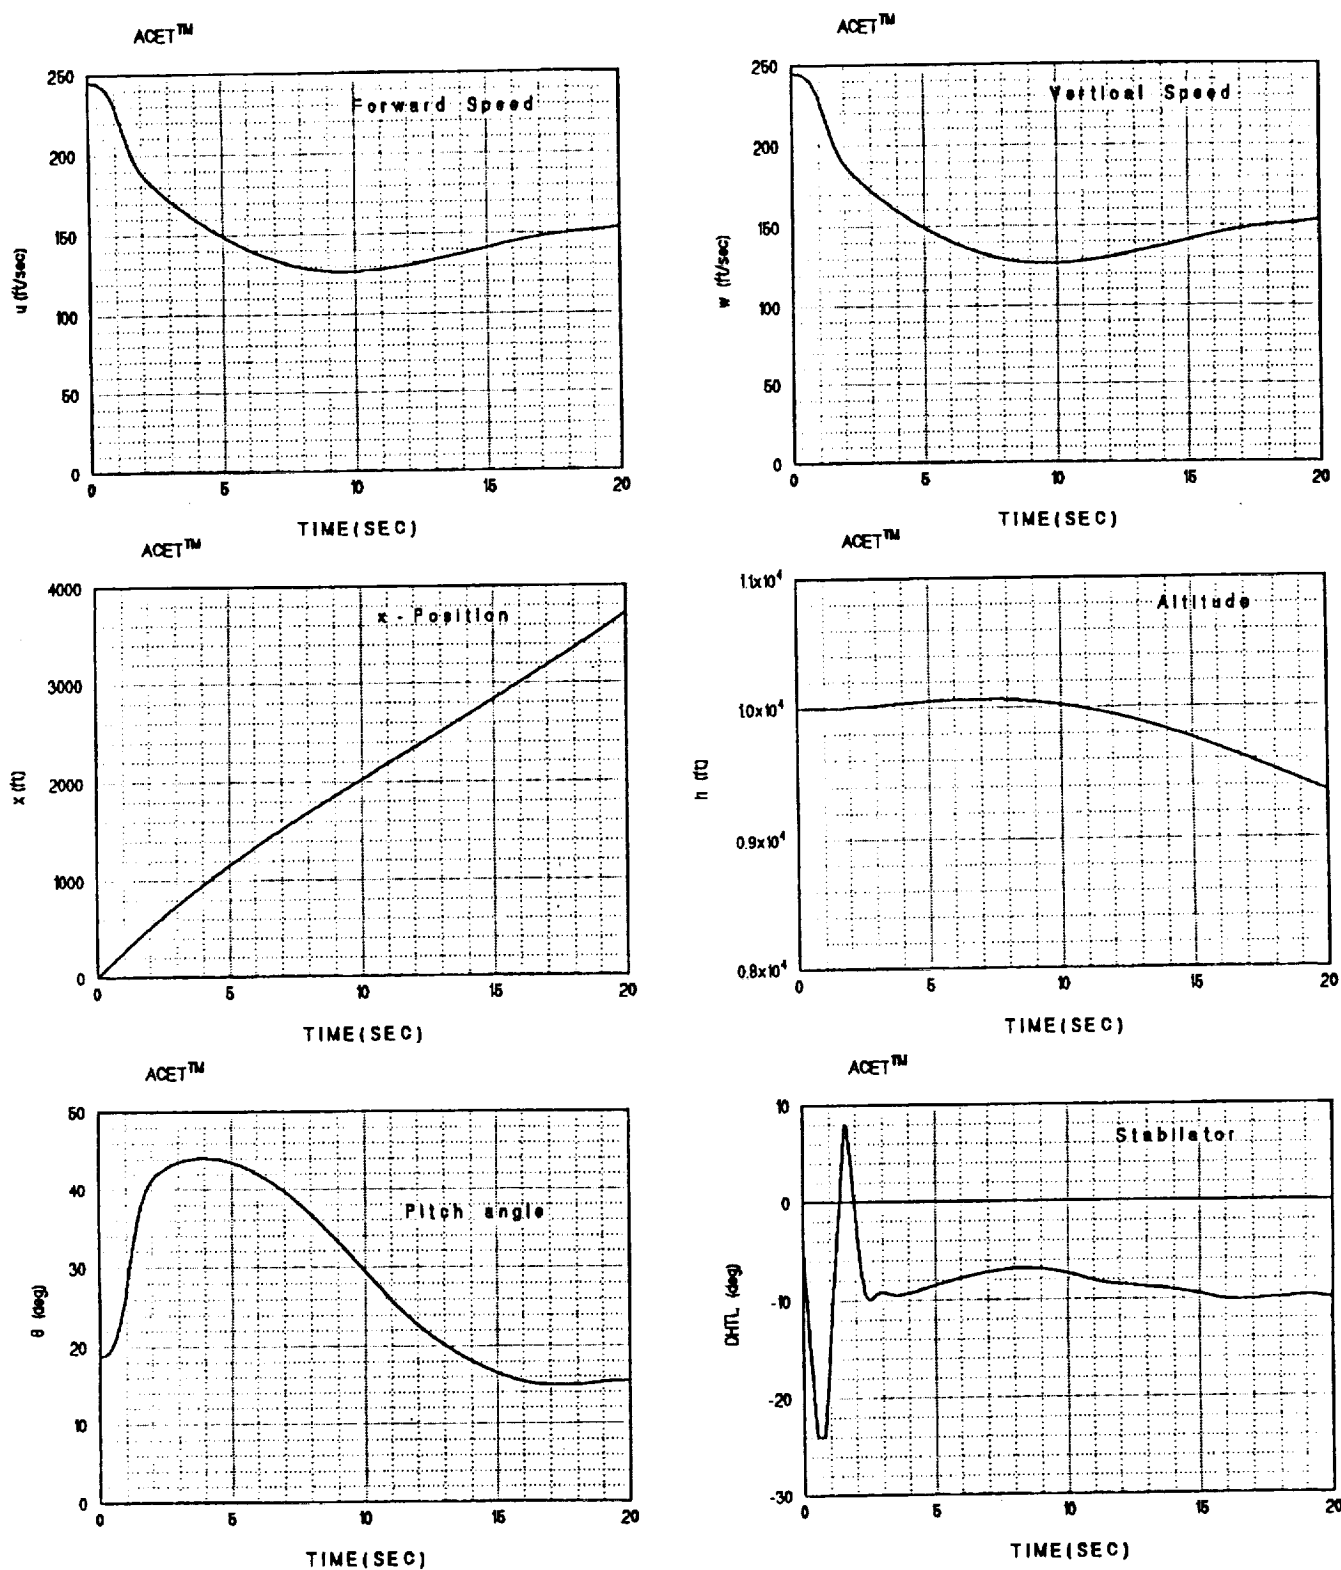 ACET™
250
Forward Speed
200
150
100
50
0
u (ft/sec)
0 5 10 15 20
TIME(SEC)
ACET™
250
Vertical Speed
200
150
100
50
0
w (ft/sec)
0 5 10 15 20
TIME(SEC)
ACET™
4000
x - Position
3000
2000
1000
0
x (ft)
0 5 10 15 20
TIME(SEC)
ACET™
1.1x10⁴
Altitude
1.0x10⁴
0.9x10⁴
0.8x10⁴
h (ft)
0 5 10 15 20
TIME(SEC)
ACET™
50
40
Pitch angle
30
20
10
0
θ (deg)
0 5 10 15 20
TIME(SEC)
ACET™
10
Stabilator
0
-10
-20
-30
DHTL (deg)
0 5 10 15 20
TIME(SEC)